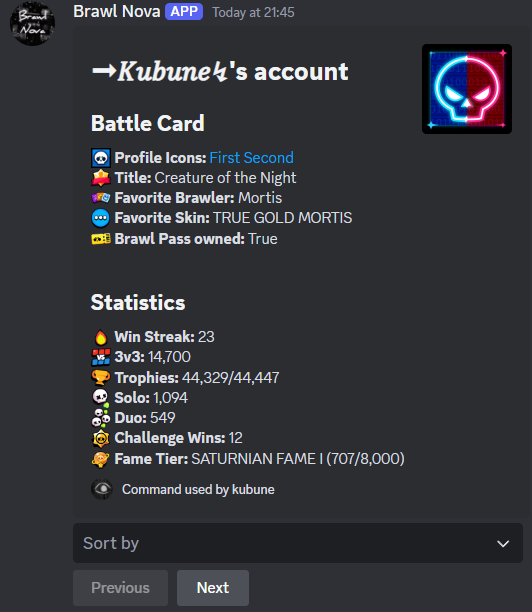 Brawl Nova
Brawl Nova APP Today at 21:45
→𝑲𝒖𝒃𝒖𝒏𝒆↯'s account
Battle Card
Profile Icons: First Second
Title: Creature of the Night
Favorite Brawler: Mortis
Favorite Skin: TRUE GOLD MORTIS
Brawl Pass owned: True
Statistics
Win Streak: 23
VS 3v3: 14,700
Trophies: 44,329/44,447
Solo: 1,094
Duo: 549
Challenge Wins: 12
Fame Tier: SATURNIAN FAME I (707/8,000)
Command used by kubune
Sort by
Previous Next